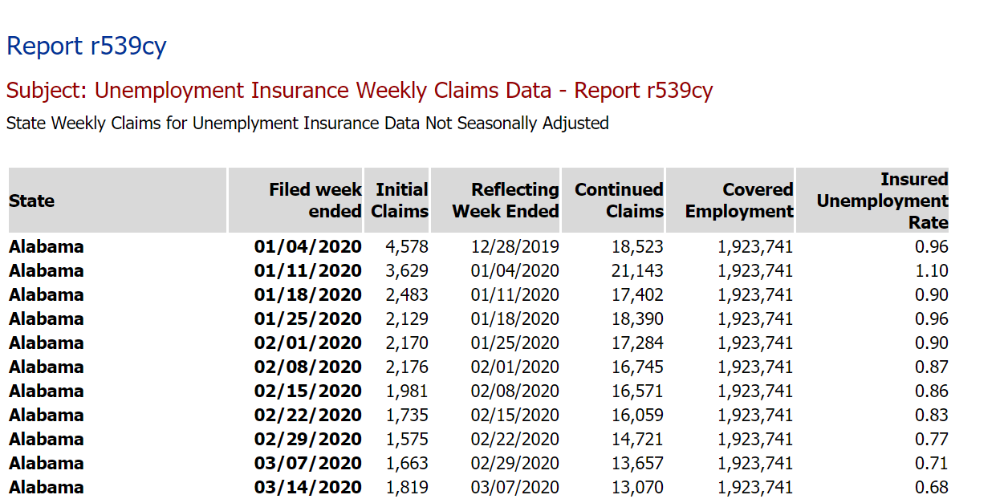 Report r539cy
Subject: Unemployment Insurance Weekly Claims Data - Report r539cy
State Weekly Claims for Unemplyment Insurance Data Not Seasonally Adjusted
State Filed week ended Initial Claims Reflecting Week Ended Continued Claims Covered Employment Insured Unemployment Rate
Alabama 01/04/2020 4,578 12/28/2019 18,523 1,923,741 0.96
Alabama 01/11/2020 3,629 01/04/2020 21,143 1,923,741 1.10
Alabama 01/18/2020 2,483 01/11/2020 17,402 1,923,741 0.90
Alabama 01/25/2020 2,129 01/18/2020 18,390 1,923,741 0.96
Alabama 02/01/2020 2,170 01/25/2020 17,284 1,923,741 0.90
Alabama 02/08/2020 2,176 02/01/2020 16,745 1,923,741 0.87
Alabama 02/15/2020 1,981 02/08/2020 16,571 1,923,741 0.86
Alabama 02/22/2020 1,735 02/15/2020 16,059 1,923,741 0.83
Alabama 02/29/2020 1,575 02/22/2020 14,721 1,923,741 0.77
Alabama 03/07/2020 1,663 02/29/2020 13,657 1,923,741 0.71
Alabama 03/14/2020 1,819 03/07/2020 13,070 1,923,741 0.68